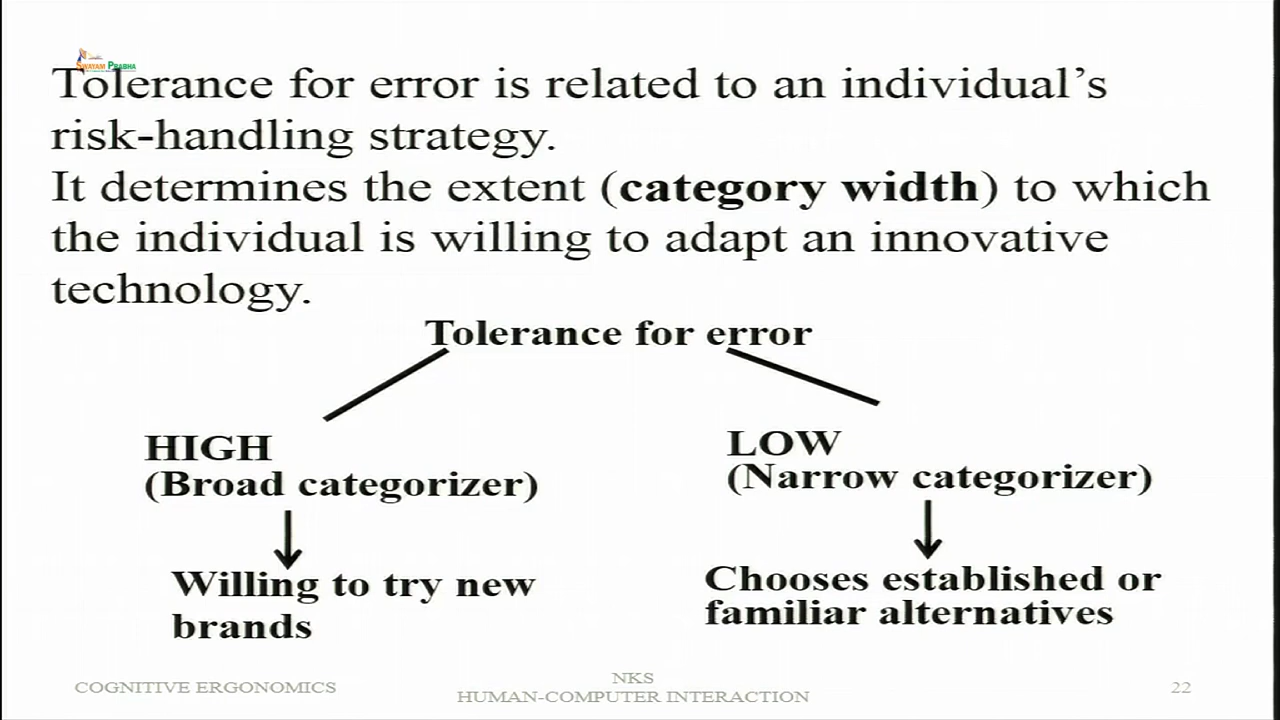 SWAYAM PRABHA
Tolerance for error is related to an individual’s
risk-handling strategy.
It determines the extent (category width) to which
the individual is willing to adapt an innovative
technology.
Tolerance for error
HIGH
(Broad categorizer)
Willing to try new
brands
LOW
(Narrow categorizer)
Chooses established or
familiar alternatives
COGNITIVE ERGONOMICS
NKS
HUMAN-COMPUTER INTERACTION
22